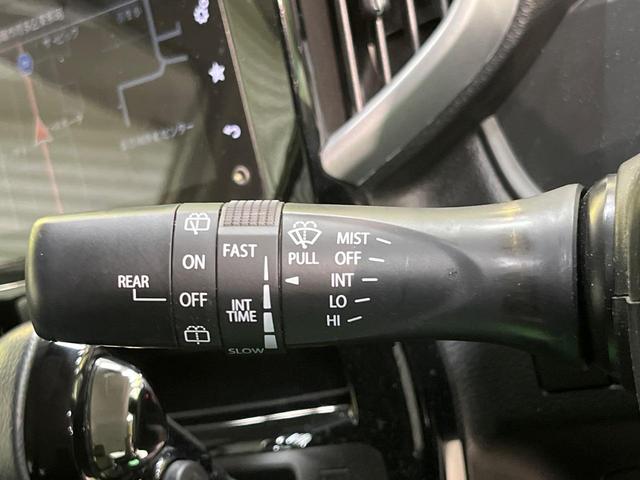 REAR
ON
OFF
FAST
INT
TIME
SLOW
PULL
MIST
OFF
INT
LO
HI